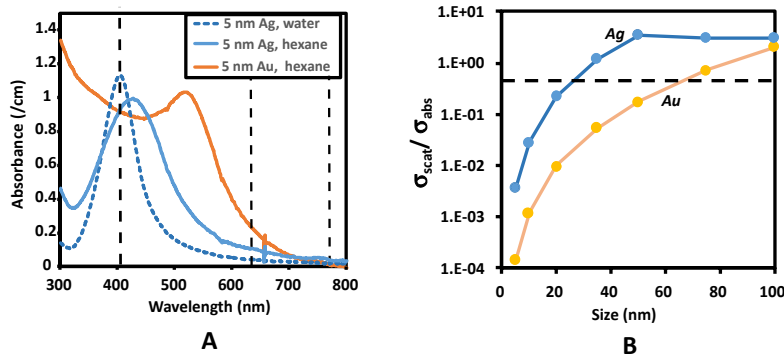 5 nm Ag, water
5 nm Ag, hexane
5 nm Au, hexane
Absorbance (/cm)
1.4
1.2
1
0.8
0.6
0.4
0.2
0
300 400 500 600 700 800
Wavelength (nm)
A
σscat/ σabs
1.E+01
1.E+00
1.E-01
1.E-02
1.E-03
1.E-04
Ag
Au
0 20 40 60 80 100
Size (nm)
B